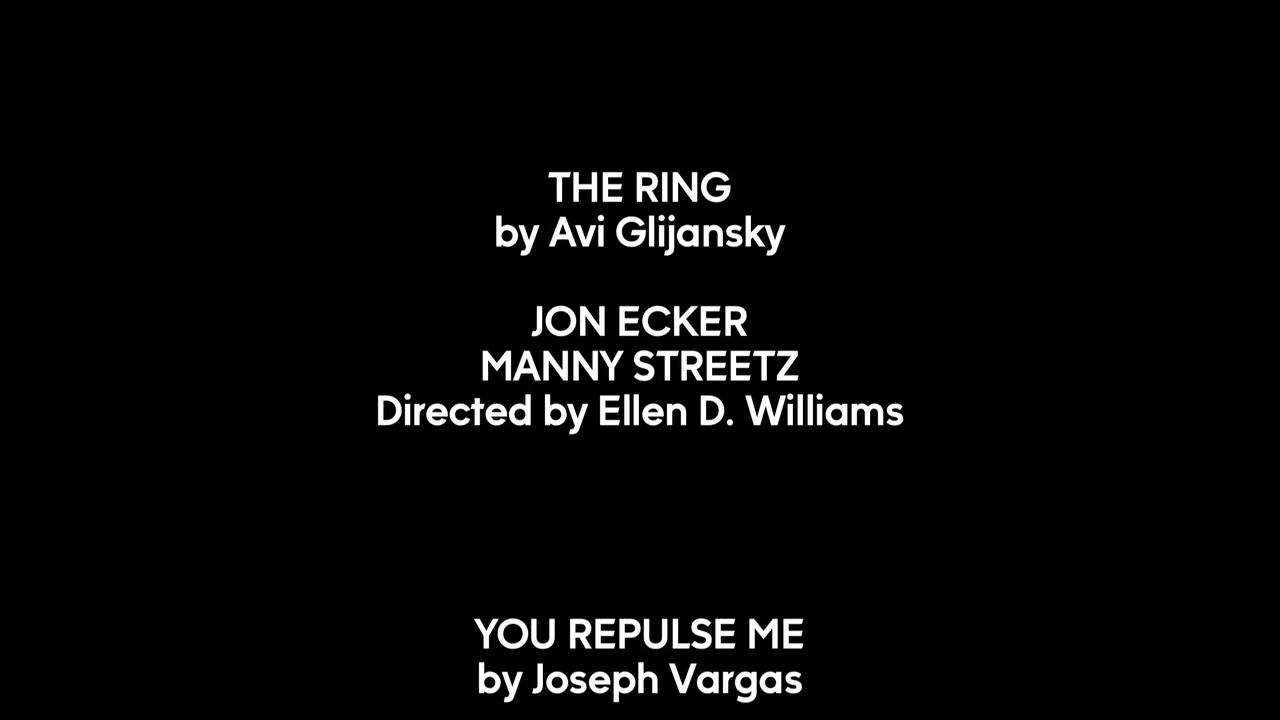 THE RING
by Avi Glijansky
JON ECKER
MANNY STREETZ
Directed by Ellen D. Williams
YOU REPULSE ME
by Joseph Vargas